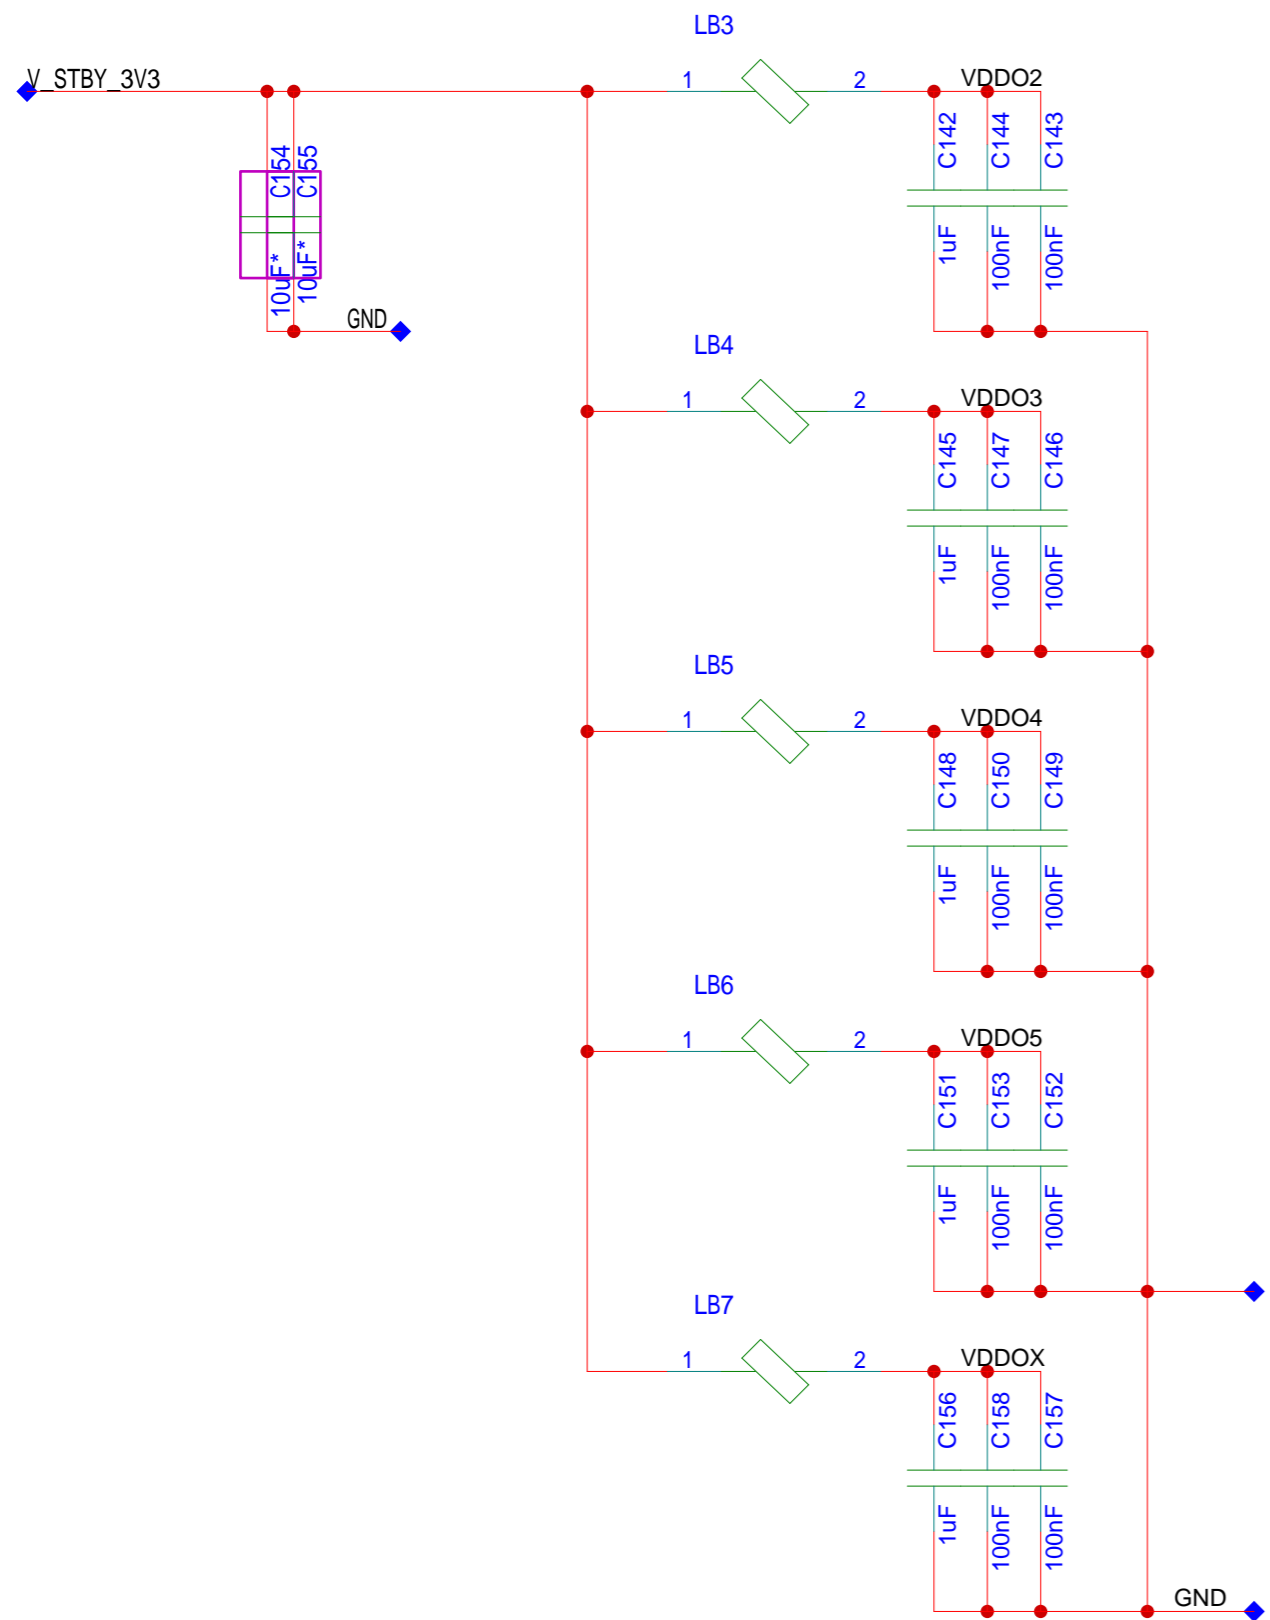 LB3
V_STBY_3V3
1
2
VDDO2
C154
C155
10uF*
10uF*
GND
C142
C144
C143
1uF
100nF
100nF
LB4
1
2
VDDO3
C145
C147
C146
1uF
100nF
100nF
LB5
1
2
VDDO4
C148
C150
C149
1uF
100nF
100nF
LB6
1
2
VDDO5
C151
C153
C152
1uF
100nF
100nF
LB7
1
2
VDDOX
C156
C158
C157
1uF
100nF
100nF
GND